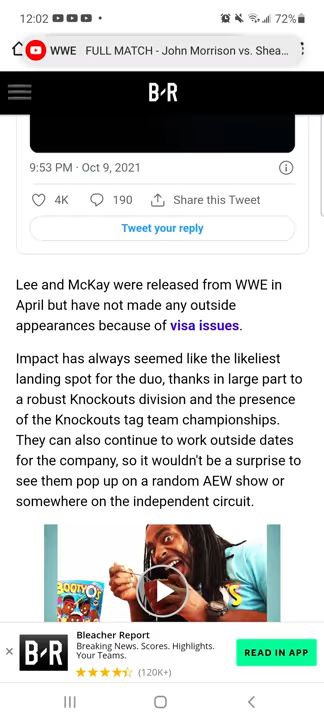 12:02
72%
WWE FULL MATCH - John Morrison vs. Shea...
B/R
9:53 PM · Oct 9, 2021
4K 190 Share this Tweet
Tweet your reply
Lee and McKay were released from WWE in
April but have not made any outside
appearances because of visa issues.
Impact has always seemed like the likeliest
landing spot for the duo, thanks in large part to
a robust Knockouts division and the presence
of the Knockouts tag team championships.
They can also continue to work outside dates
for the company, so it wouldn't be a surprise to
see them pop up on a random AEW show or
somewhere on the independent circuit.
BOOTY O'S
B/R
Bleacher Report
Breaking News. Scores. Highlights.
Your Teams.
(120K+)
READ IN APP